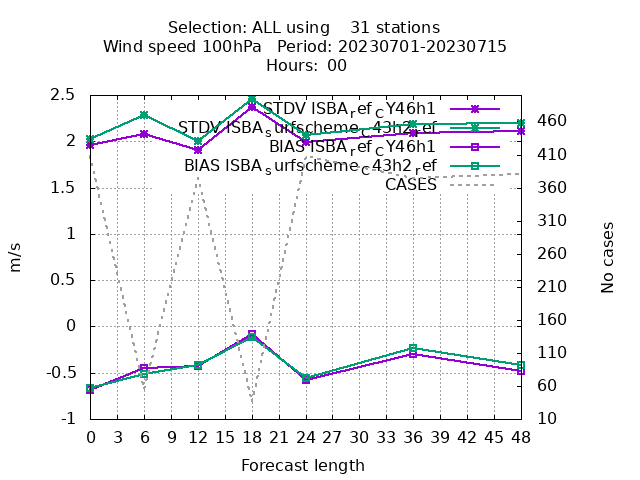 Selection: ALL using    31 stations
Wind speed 100hPa   Period: 20230701-20230715
Hours:  00
STDV ISBA_ref_CY46h1
STDV ISBA_surfscheme_C43h2_ref
BIAS ISBA_ref_CY46h1
BIAS ISBA_surfscheme_C43h2_ref
CASES
2.5
2
1.5
1
0.5
0
-0.5
-1
m/s
460
410
360
310
260
210
160
110
60
10
No cases
0 3 6 9 12 15 18 21 24 27 30 33 36 39 42 45 48
Forecast length